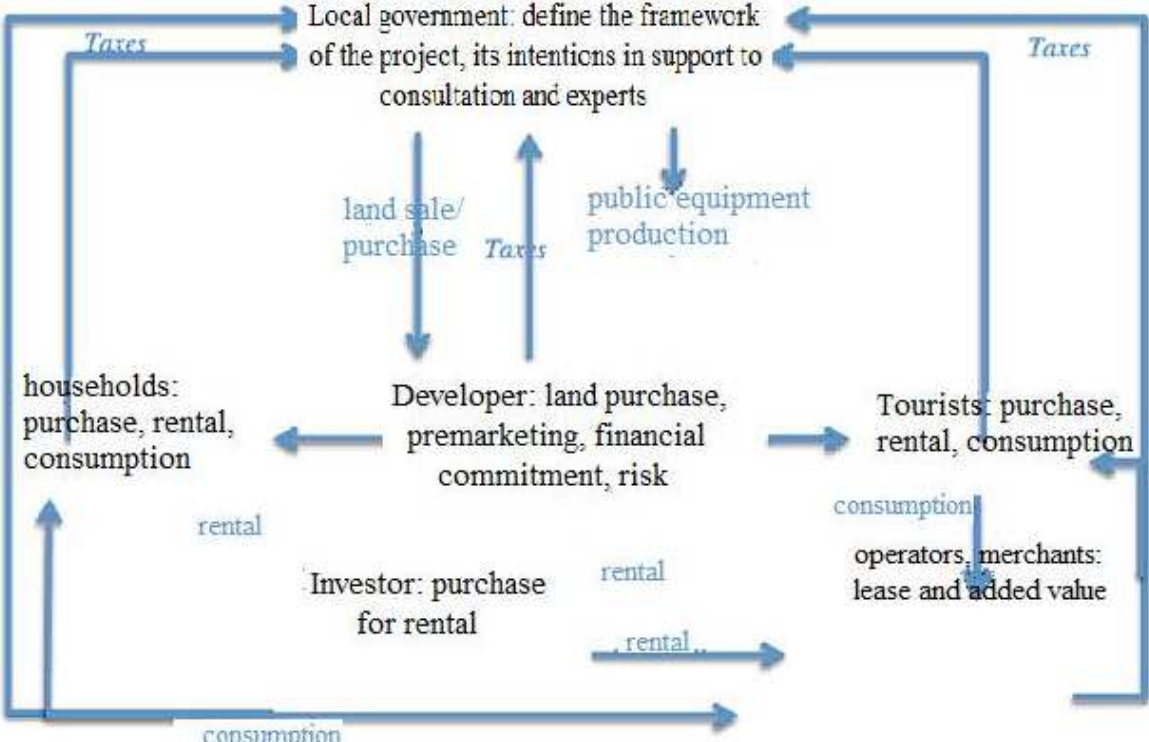 Local government: define the framework
of the project, its intentions in support to
consultation and experts
Taxes
Taxes
land sale/
purchase
Taxes
public equipment
production
households:
purchase, rental,
consumption
Developer: land purchase,
premarketing, financial
commitment, risk
Tourists: purchase,
rental, consumption
rental
consumption
Investor: purchase
for rental
rental
operators, merchants:
lease and added value
rental
consumption